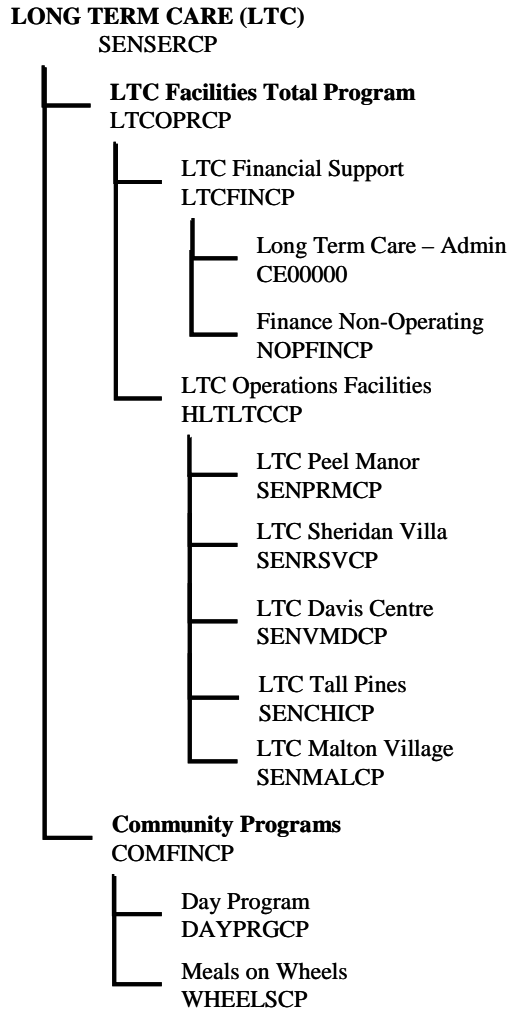 LONG TERM CARE (LTC)
SENSERCP
LTC Facilities Total Program
LTCOPRCP
LTC Financial Support
LTCFINCP
Long Term Care – Admin
CE00000
Finance Non-Operating
NOPFINCP
LTC Operations Facilities
HLTLTCCP
LTC Peel Manor
SENPRMCP
LTC Sheridan Villa
SENRSVCP
LTC Davis Centre
SENVMDCP
LTC Tall Pines
SENCHICP
LTC Malton Village
SENMALCP
Community Programs
COMFINCP
Day Program
DAYPRGCP
Meals on Wheels
WHEELSCP